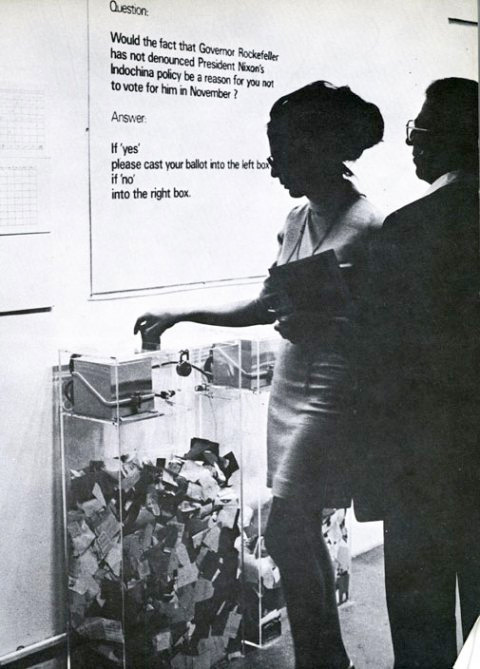 Question:
Would the fact that Governor Rockefeller
has not denounced President Nixon's
Indochina policy be a reason for you not
to vote for him in November ?
Answer:
If 'yes'
please cast your ballot into the left box
if 'no'
into the right box.